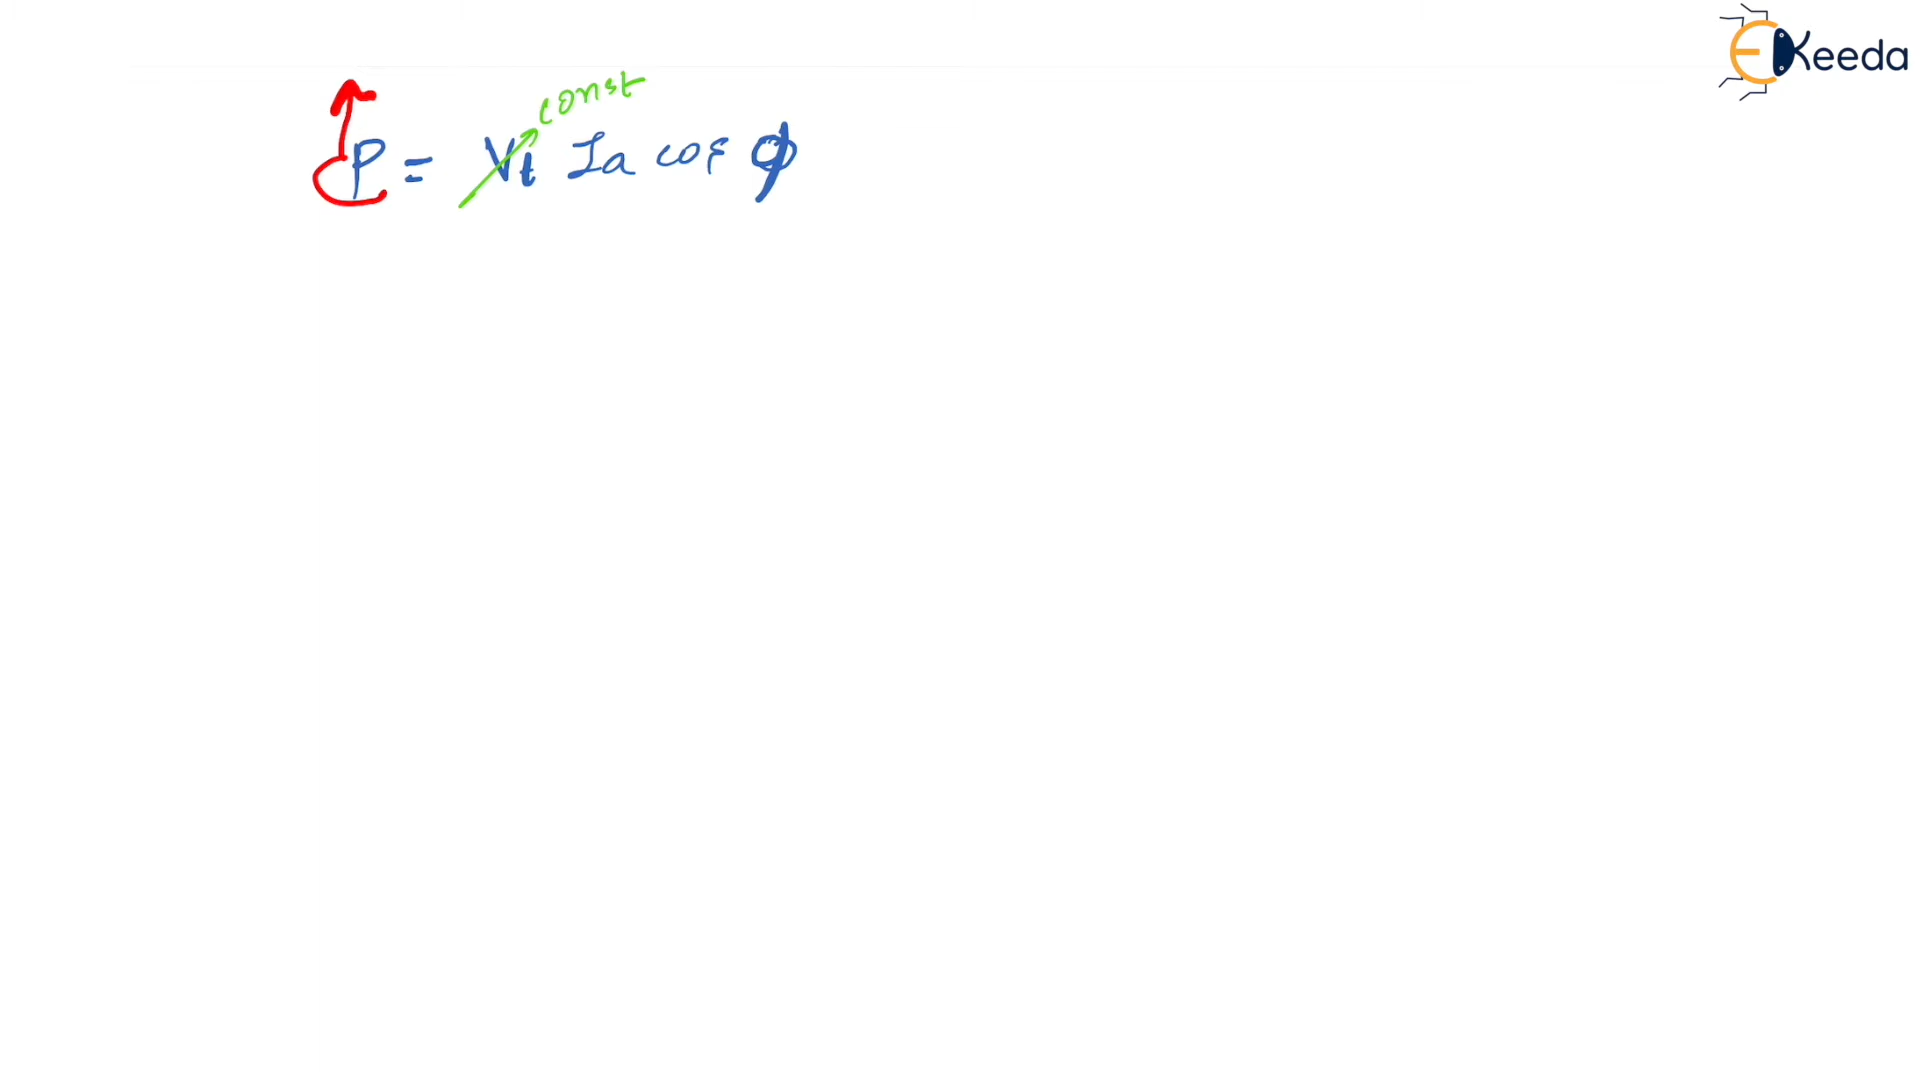 EKeeda
const
P = Vt Ia cos φ